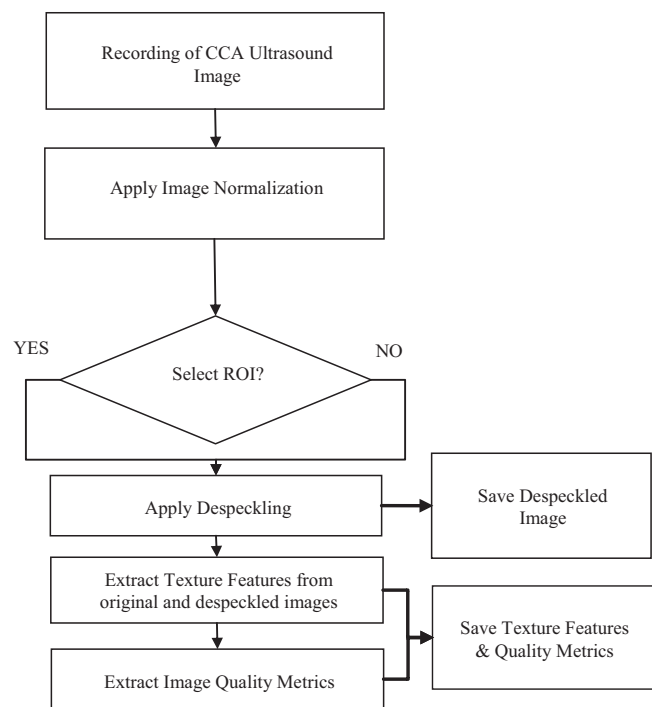 Recording of CCA Ultrasound
Image
Apply Image Normalization
YES
NO
Select ROI?
Apply Despeckling
Save Despeckled
Image
Extract Texture Features from
original and despeckled images
Save Texture Features
& Quality Metrics
Extract Image Quality Metrics